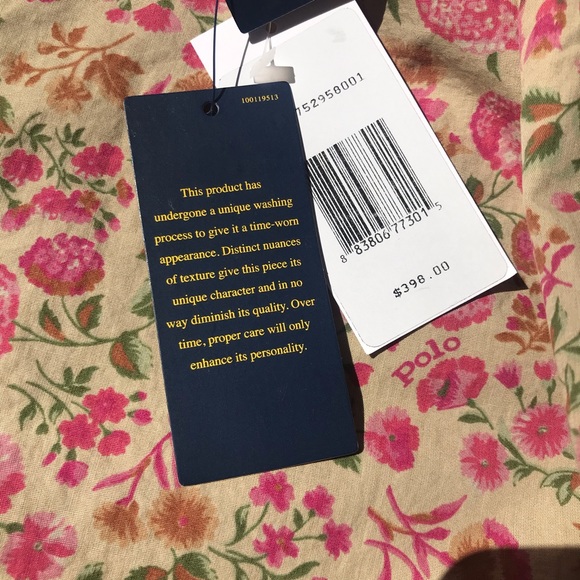 100119513
This product has
undergone a unique washing
process to give it a time-worn
appearance. Distinct nuances
of texture give this piece its
unique character and in no
way diminish its quality. Over
time, proper care will only
enhance its personality.
752958001
8 83806 77301 5
$398.00
Polo